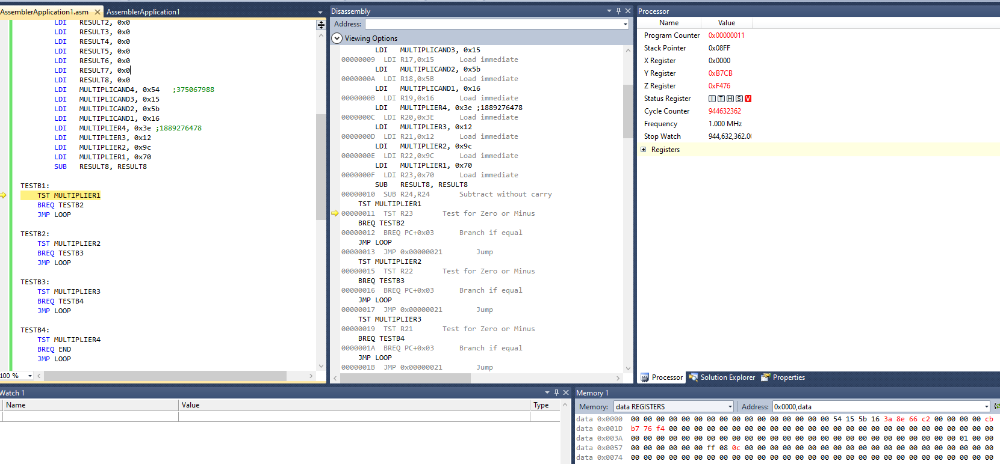 AssemblerApplication1.asm AssemblerApplication1
LDI RESULT2, 0x0
LDI RESULT3, 0x0
LDI RESULT4, 0x0
LDI RESULT5, 0x0
LDI RESULT6, 0x0
LDI RESULT7, 0x0
LDI RESULT8, 0x0
LDI MULTIPLICAND4, 0x54 ;375067988
LDI MULTIPLICAND3, 0x15
LDI MULTIPLICAND2, 0x5b
LDI MULTIPLICAND1, 0x16
LDI MULTIPLIER4, 0x3e ;1889276478
LDI MULTIPLIER3, 0x12
LDI MULTIPLIER2, 0x9c
LDI MULTIPLIER1, 0x70
SUB RESULT8, RESULT8
TESTB1:
TST MULTIPLIER1
BREQ TESTB2
JMP LOOP
TESTB2:
TST MULTIPLIER2
BREQ TESTB3
JMP LOOP
TESTB3:
TST MULTIPLIER3
BREQ TESTB4
JMP LOOP
TESTB4:
TST MULTIPLIER4
BREQ END
JMP LOOP
100 %
Disassembly
Address:
Viewing Options
LDI MULTIPLICAND3, 0x15
00000009 LDI R17,0x15 Load immediate
LDI MULTIPLICAND2, 0x5b
0000000A LDI R18,0x5B Load immediate
LDI MULTIPLICAND1, 0x16
0000000B LDI R19,0x16 Load immediate
LDI MULTIPLIER4, 0x3e ;1889276478
0000000C LDI R20,0x3E Load immediate
LDI MULTIPLIER3, 0x12
0000000D LDI R21,0x12 Load immediate
LDI MULTIPLIER2, 0x9c
0000000E LDI R22,0x9C Load immediate
LDI MULTIPLIER1, 0x70
0000000F LDI R23,0x70 Load immediate
SUB RESULT8, RESULT8
00000010 SUB R24,R24 Subtract without carry
TST MULTIPLIER1
00000011 TST R23 Test for Zero or Minus
BREQ TESTB2
00000012 BREQ PC+0x03 Branch if equal
JMP LOOP
00000013 JMP 0x00000021 Jump
TST MULTIPLIER2
00000015 TST R22 Test for Zero or Minus
BREQ TESTB3
00000016 BREQ PC+0x03 Branch if equal
JMP LOOP
00000017 JMP 0x00000021 Jump
TST MULTIPLIER3
00000019 TST R21 Test for Zero or Minus
BREQ TESTB4
0000001A BREQ PC+0x03 Branch if equal
JMP LOOP
0000001B JMP 0x00000021 Jump
Processor
Name Value
Program Counter 0x00000011
Stack Pointer 0x08FF
X Register 0x0000
Y Register 0xB7CB
Z Register 0xF476
Status Register I T H S V
Cycle Counter 944632362
Frequency 1.000 MHz
Stop Watch 944,632,362.00
Registers
Processor Solution Explorer Properties
Watch 1
Name Value Type
Memory 1
Memory: data REGISTERS Address: 0x0000,data
data 0x0000 00 00 00 00 00 00 00 00 00 00 00 00 00 00 00 00 54 15 5b 16 3a 8e 66 c2 00 00 00 00 cb
data 0x001D b7 76 f4 00 00 00 00 00 00 00 00 00 00 00 00 00 00 00 00 00 00 00 00 00 00 00 00 00 00
data 0x003A 00 00 00 00 00 00 00 00 00 00 00 00 00 00 00 00 00 00 00 00 00 00 00 00 00 00 01 00 00
data 0x0057 00 00 00 00 00 00 ff 08 0c 00 00 00 00 00 00 00 00 00 00 00 00 00 00 00 00 00 00 00 00
data 0x0074 00 00 00 00 00 00 00 00 00 00 00 00 00 00 00 00 00 00 00 00 00 00 00 00 00 00 00 00 00